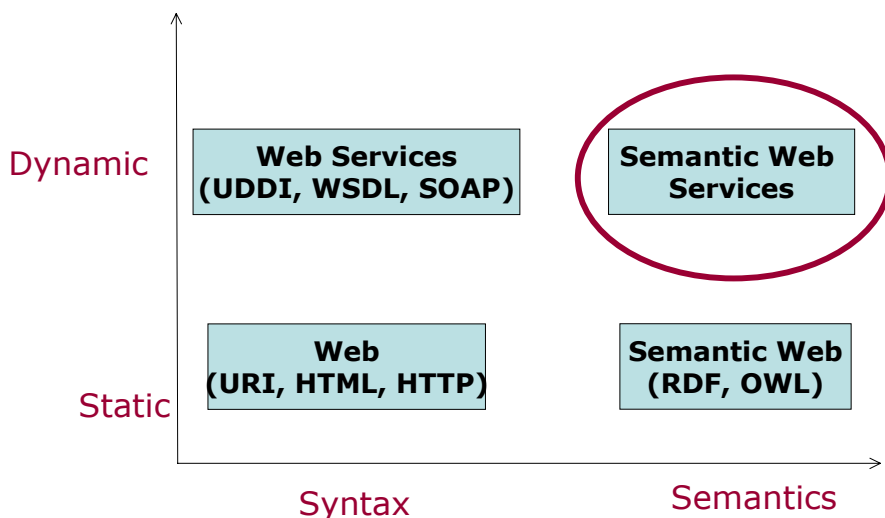 Dynamic
Web Services
(UDDI, WSDL, SOAP)
Semantic Web
Services
Static
Web
(URI, HTML, HTTP)
Semantic Web
(RDF, OWL)
Syntax
Semantics